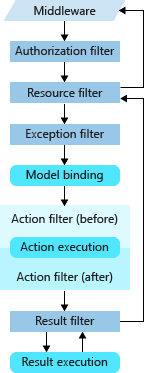 Middleware
Authorization filter
Resource filter
Exception filter
Model binding
Action filter (before)
Action execution
Action filter (after)
Result filter
Result execution